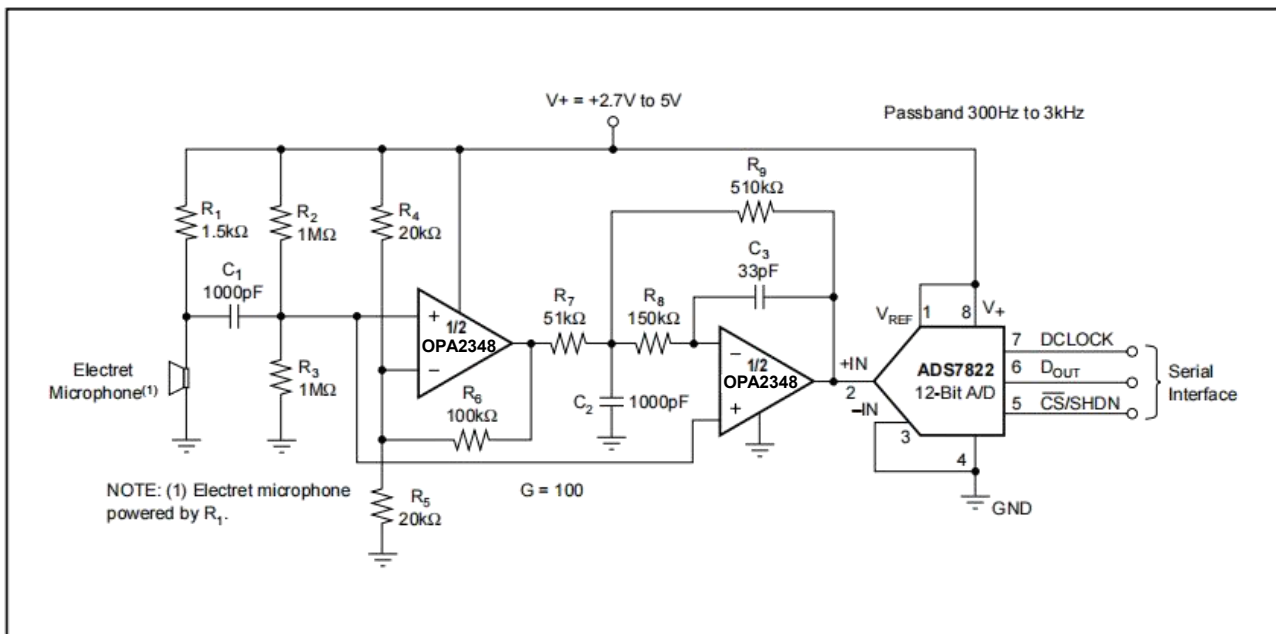 V+ = +2.7V to 5V
Passband 300Hz to 3kHz
R1
1.5kΩ
R2
1MΩ
R4
20kΩ
R9
510kΩ
C3
33pF
C1
1000pF
R7
51kΩ
R8
150kΩ
VREF
1
8
V+
+
1/2
OPA2348
−
−
1/2
OPA2348
+
+IN
2
−IN
3
ADS7822
12-Bit A/D
4
7
DCLOCK
6
DOUT
5
C̅S̅/SHDN
Serial
Interface
Electret
Microphone(1)
R3
1MΩ
R6
100kΩ
C2
1000pF
NOTE: (1) Electret microphone
powered by R1.
R5
20kΩ
G = 100
GND